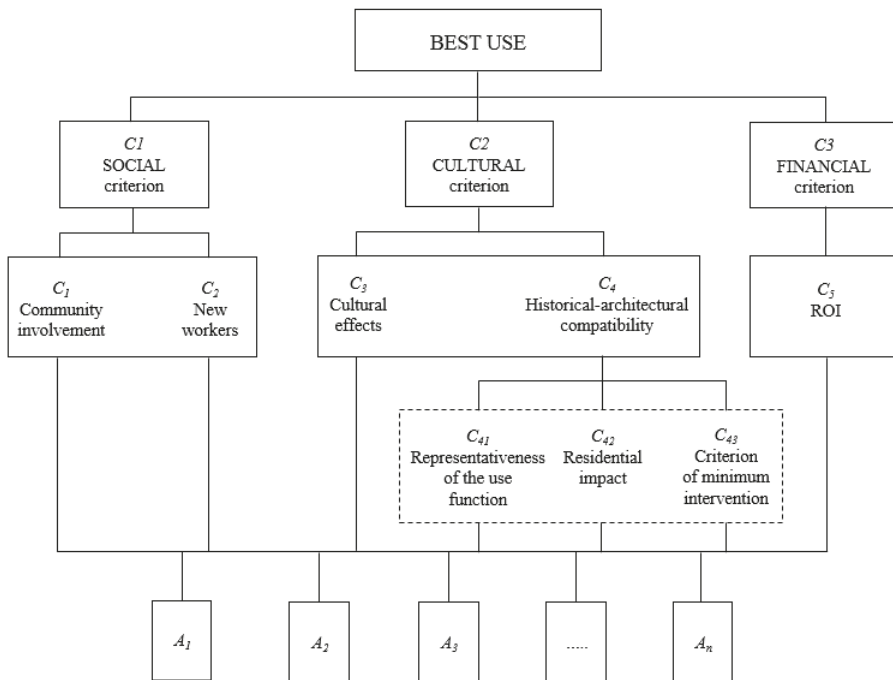 BEST USE
C1
SOCIAL
criterion
C2
CULTURAL
criterion
C3
FINANCIAL
criterion
C1
Community
involvement
C2
New
workers
C3
Cultural
effects
C4
Historical-architectural
compatibility
C5
ROI
C41
Representativeness
of the use
function
C42
Residential
impact
C43
Criterion
of minimum
intervention
A1
A2
A3
.....
An